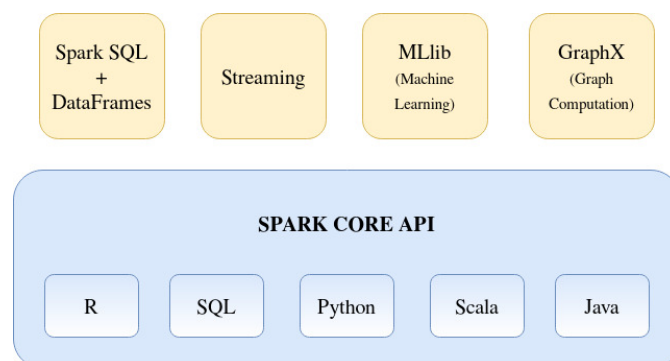 Spark SQL
+
DataFrames
Streaming
MLlib
(Machine
Learning)
GraphX
(Graph
Computation)
SPARK CORE API
R
SQL
Python
Scala
Java